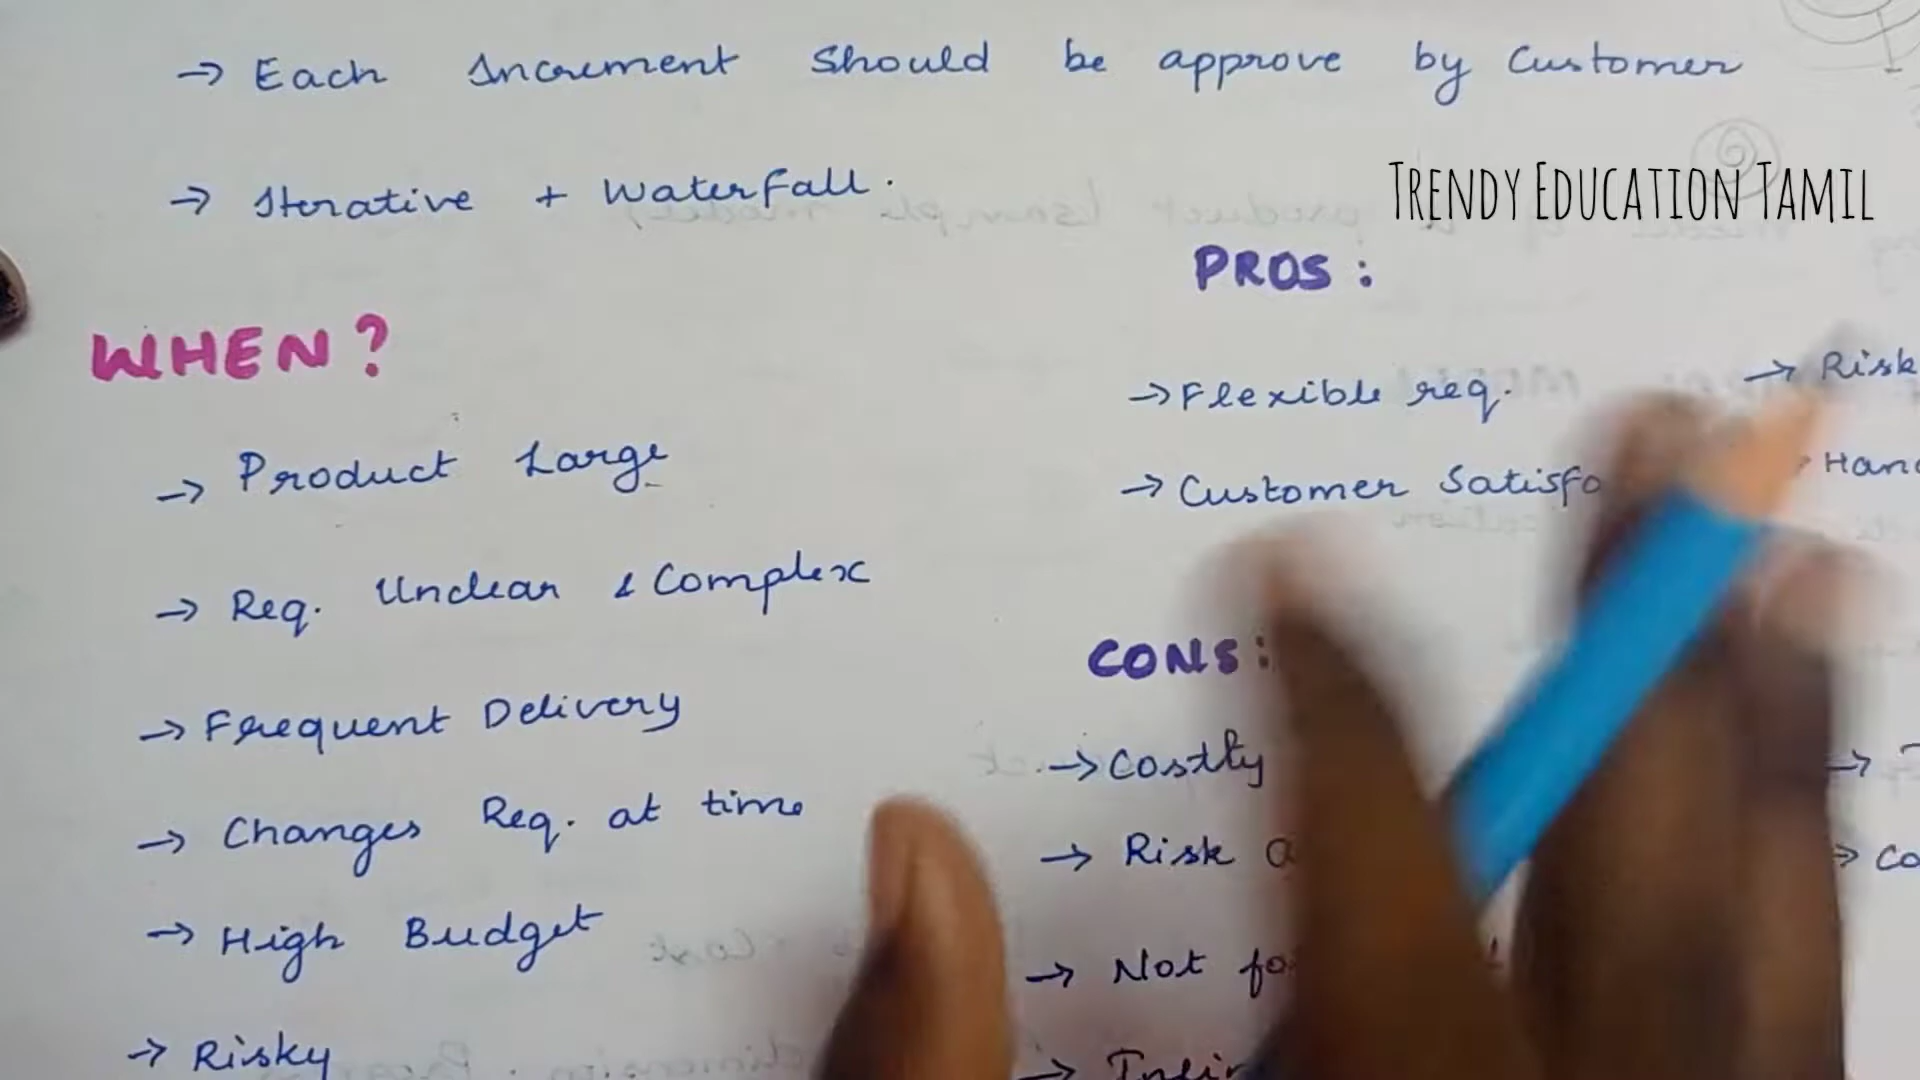 → Each Increment should be approve by Customer
→ Iterative + Waterfall.
TRENDY EDUCATION TAMIL
WHEN?
→ Product Large
→ Req. Unclear & Complex
→ Frequent Delivery
→ Changes Req. at time
→ High Budget
→ Risky
PROS:
→ Flexible req.
→ Customer
→ Risk
CONS:
→ Costly
→ Risk
→ Not